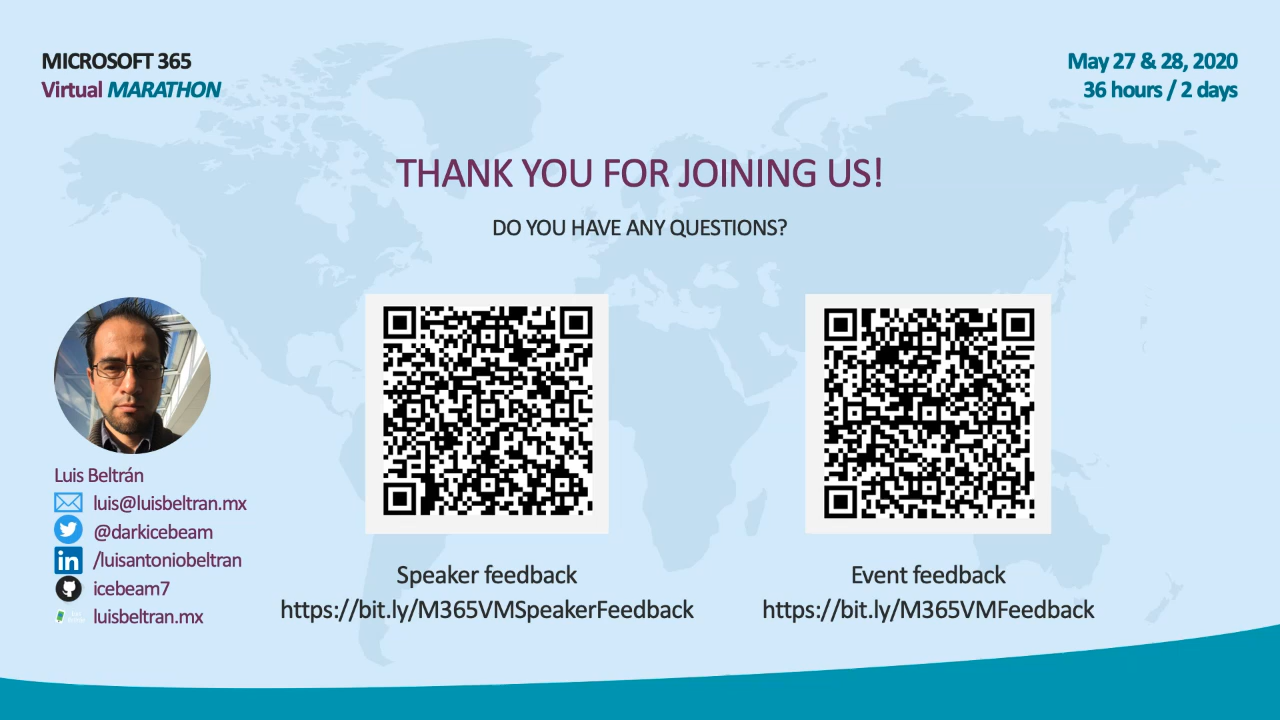 MICROSOFT 365
Virtual MARATHON
May 27 & 28, 2020
36 hours / 2 days
THANK YOU FOR JOINING US!
DO YOU HAVE ANY QUESTIONS?
Luis Beltrán
luis@luisbeltran.mx
@darkicebeam
in /luisantoniobeltran
icebeam7
luisbeltran.mx
Speaker feedback
https://bit.ly/M365VMSpeakerFeedback
Event feedback
https://bit.ly/M365VMFeedback